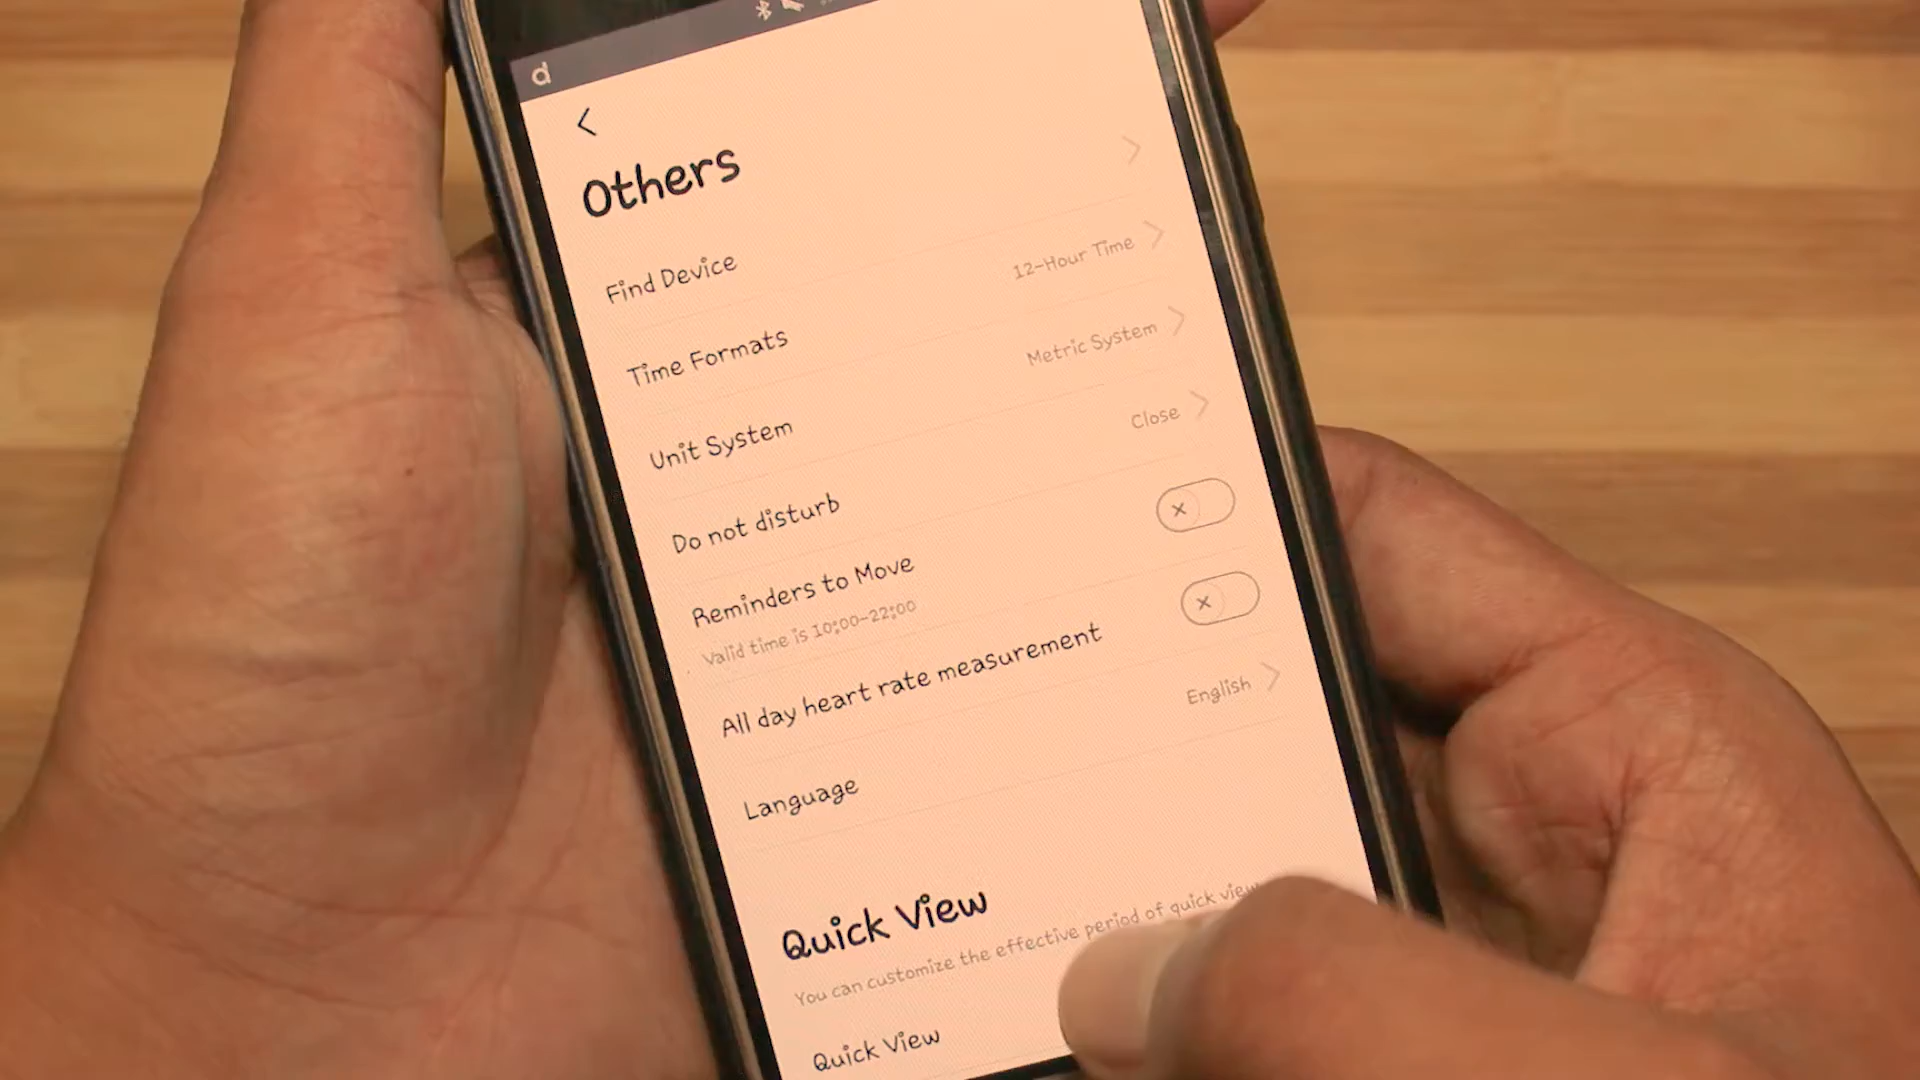 Others
Find Device
Time Formats 12-Hour Time
Unit System Metric System
Do not disturb Close
Reminders to Move
Valid time is 10:00-22:00
All day heart rate measurement
Language English
Quick View
You can customize the effective period of quick view
Quick View